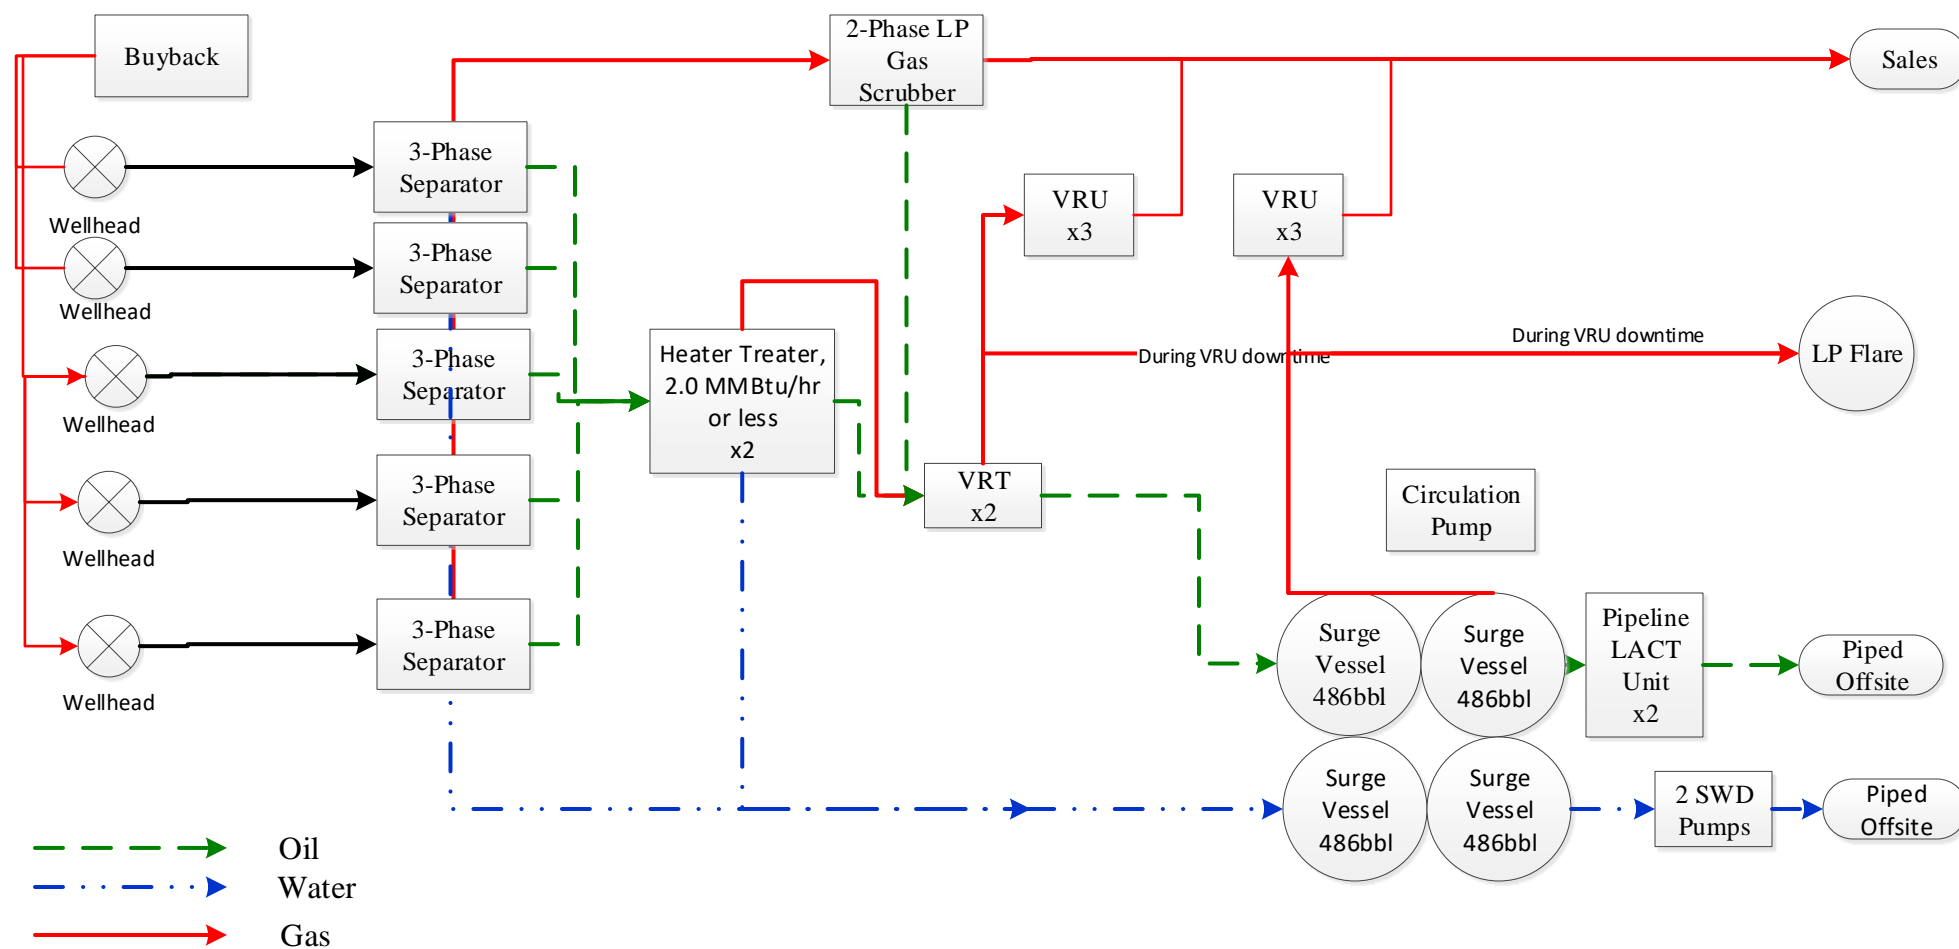 Buyback
2-Phase LP
Gas
Scrubber
Sales
3-Phase
Separator
Wellhead
VRU
x3
VRU
x3
3-Phase
Separator
Wellhead
3-Phase
Separator
Wellhead
Heater Treater,
2.0 MMBtu/hr
or less
x2
During VRU downtime
During VRU downtime
LP Flare
3-Phase
Separator
Wellhead
VRT
x2
Circulation
Pump
3-Phase
Separator
Wellhead
Surge
Vessel
486bbl
Surge
Vessel
486bbl
Pipeline
LACT
Unit
x2
Piped
Offsite
Surge
Vessel
486bbl
Surge
Vessel
486bbl
2 SWD
Pumps
Piped
Offsite
Oil
Water
Gas